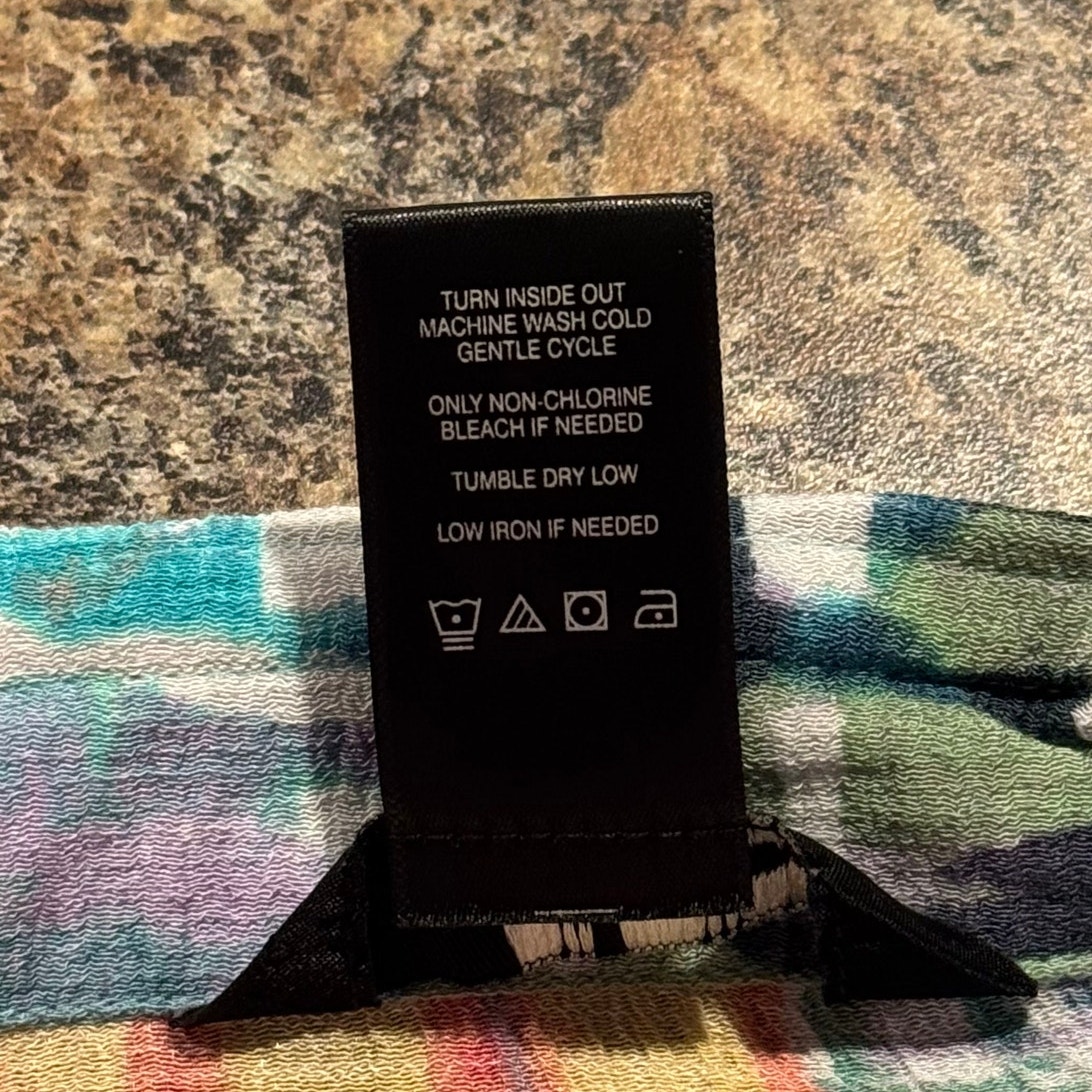 TURN INSIDE OUT
MACHINE WASH COLD
GENTLE CYCLE
ONLY NON-CHLORINE
BLEACH IF NEEDED
TUMBLE DRY LOW
LOW IRON IF NEEDED